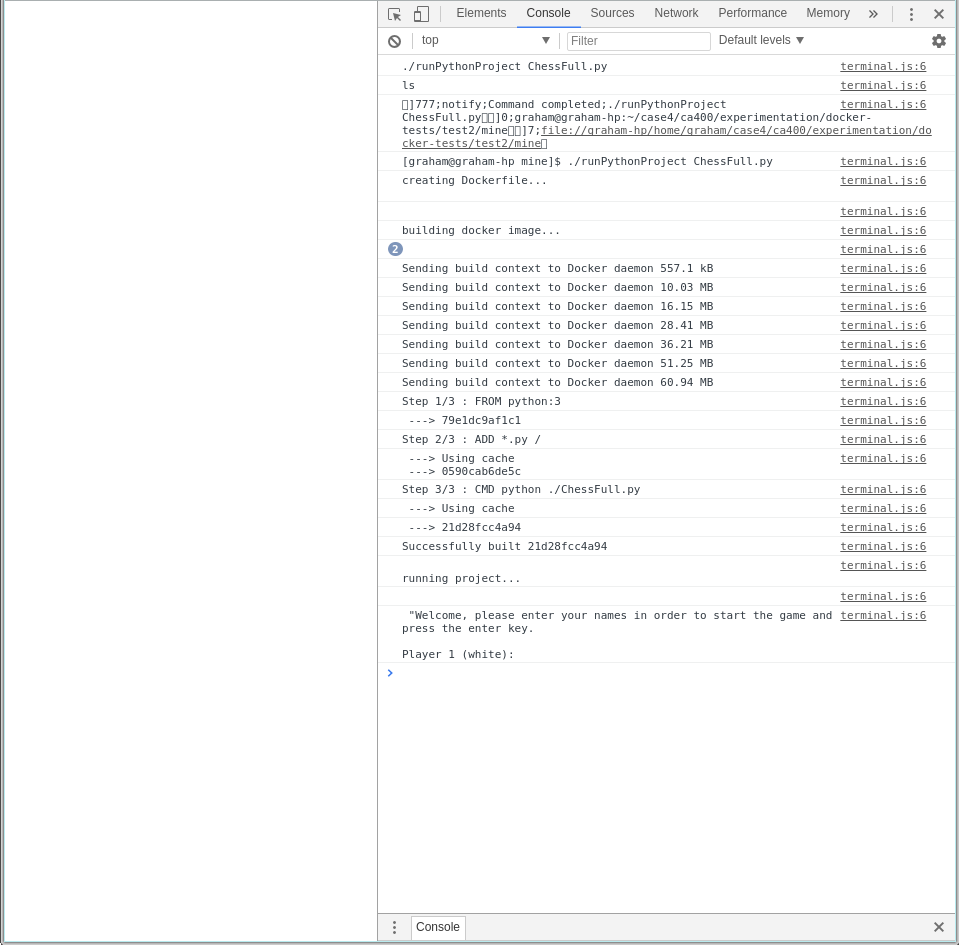 Elements Console Sources Network Performance Memory
top Filter Default levels
./runPythonProject ChessFull.py terminal.js:6
ls terminal.js:6
▯]777;notify;Command completed;./runPythonProject terminal.js:6
ChessFull.py▯▯]0;graham@graham-hp:~/case4/ca400/experimentation/docker-
tests/test2/mine▯▯]7;file://graham-hp/home/graham/case4/ca400/experimentation/do
cker-tests/test2/mine▯
[graham@graham-hp mine]$ ./runPythonProject ChessFull.py terminal.js:6
creating Dockerfile... terminal.js:6
terminal.js:6
building docker image... terminal.js:6
2 terminal.js:6
Sending build context to Docker daemon 557.1 kB terminal.js:6
Sending build context to Docker daemon 10.03 MB terminal.js:6
Sending build context to Docker daemon 16.15 MB terminal.js:6
Sending build context to Docker daemon 28.41 MB terminal.js:6
Sending build context to Docker daemon 36.21 MB terminal.js:6
Sending build context to Docker daemon 51.25 MB terminal.js:6
Sending build context to Docker daemon 60.94 MB terminal.js:6
Step 1/3 : FROM python:3 terminal.js:6
---> 79e1dc9af1c1 terminal.js:6
Step 2/3 : ADD *.py / terminal.js:6
---> Using cache terminal.js:6
---> 0590cab6de5c
Step 3/3 : CMD python ./ChessFull.py terminal.js:6
---> Using cache terminal.js:6
---> 21d28fcc4a94 terminal.js:6
Successfully built 21d28fcc4a94 terminal.js:6
terminal.js:6
running project...
terminal.js:6
"Welcome, please enter your names in order to start the game and terminal.js:6
press the enter key.
Player 1 (white):
Console